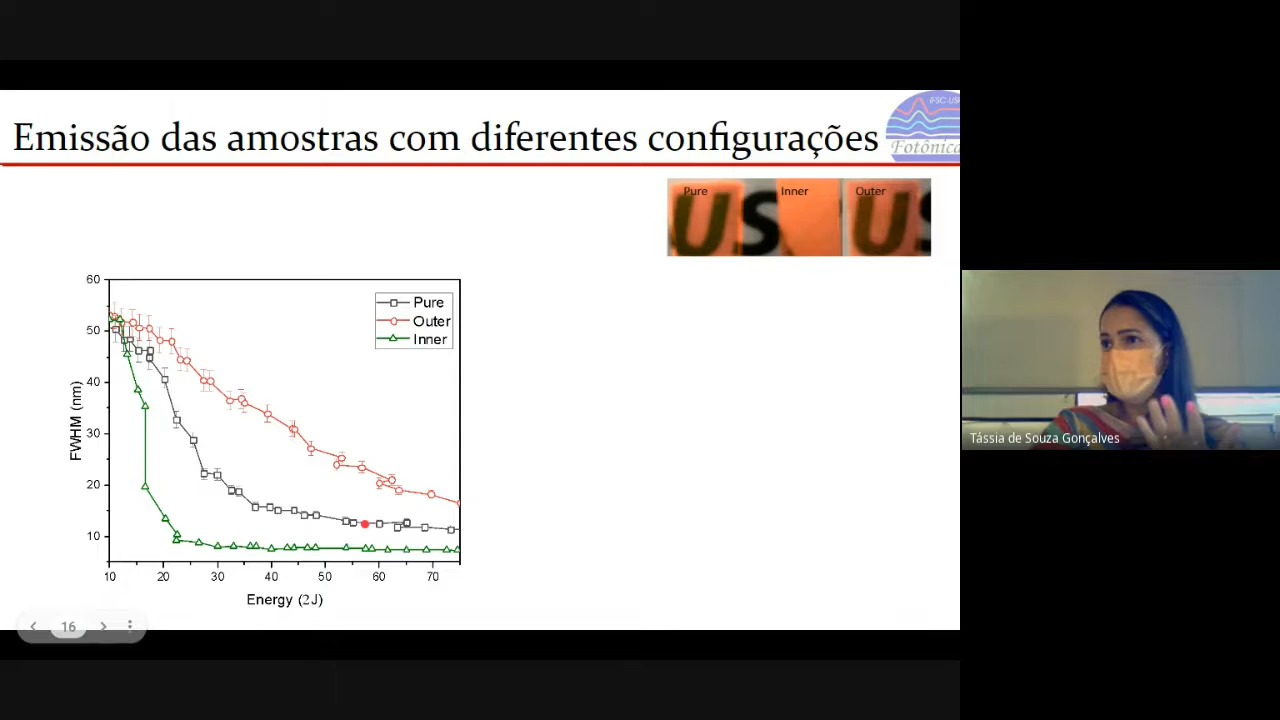 Emissão das amostras com diferentes configurações
IFSC-USP
Fotônica
Pure
Inner
Outer
US
US
60
50
40
30
20
10
FWHM (nm)
Pure
Outer
Inner
10
20
30
40
50
60
70
Energy (2J)
16
Tássia de Souza Gonçalves